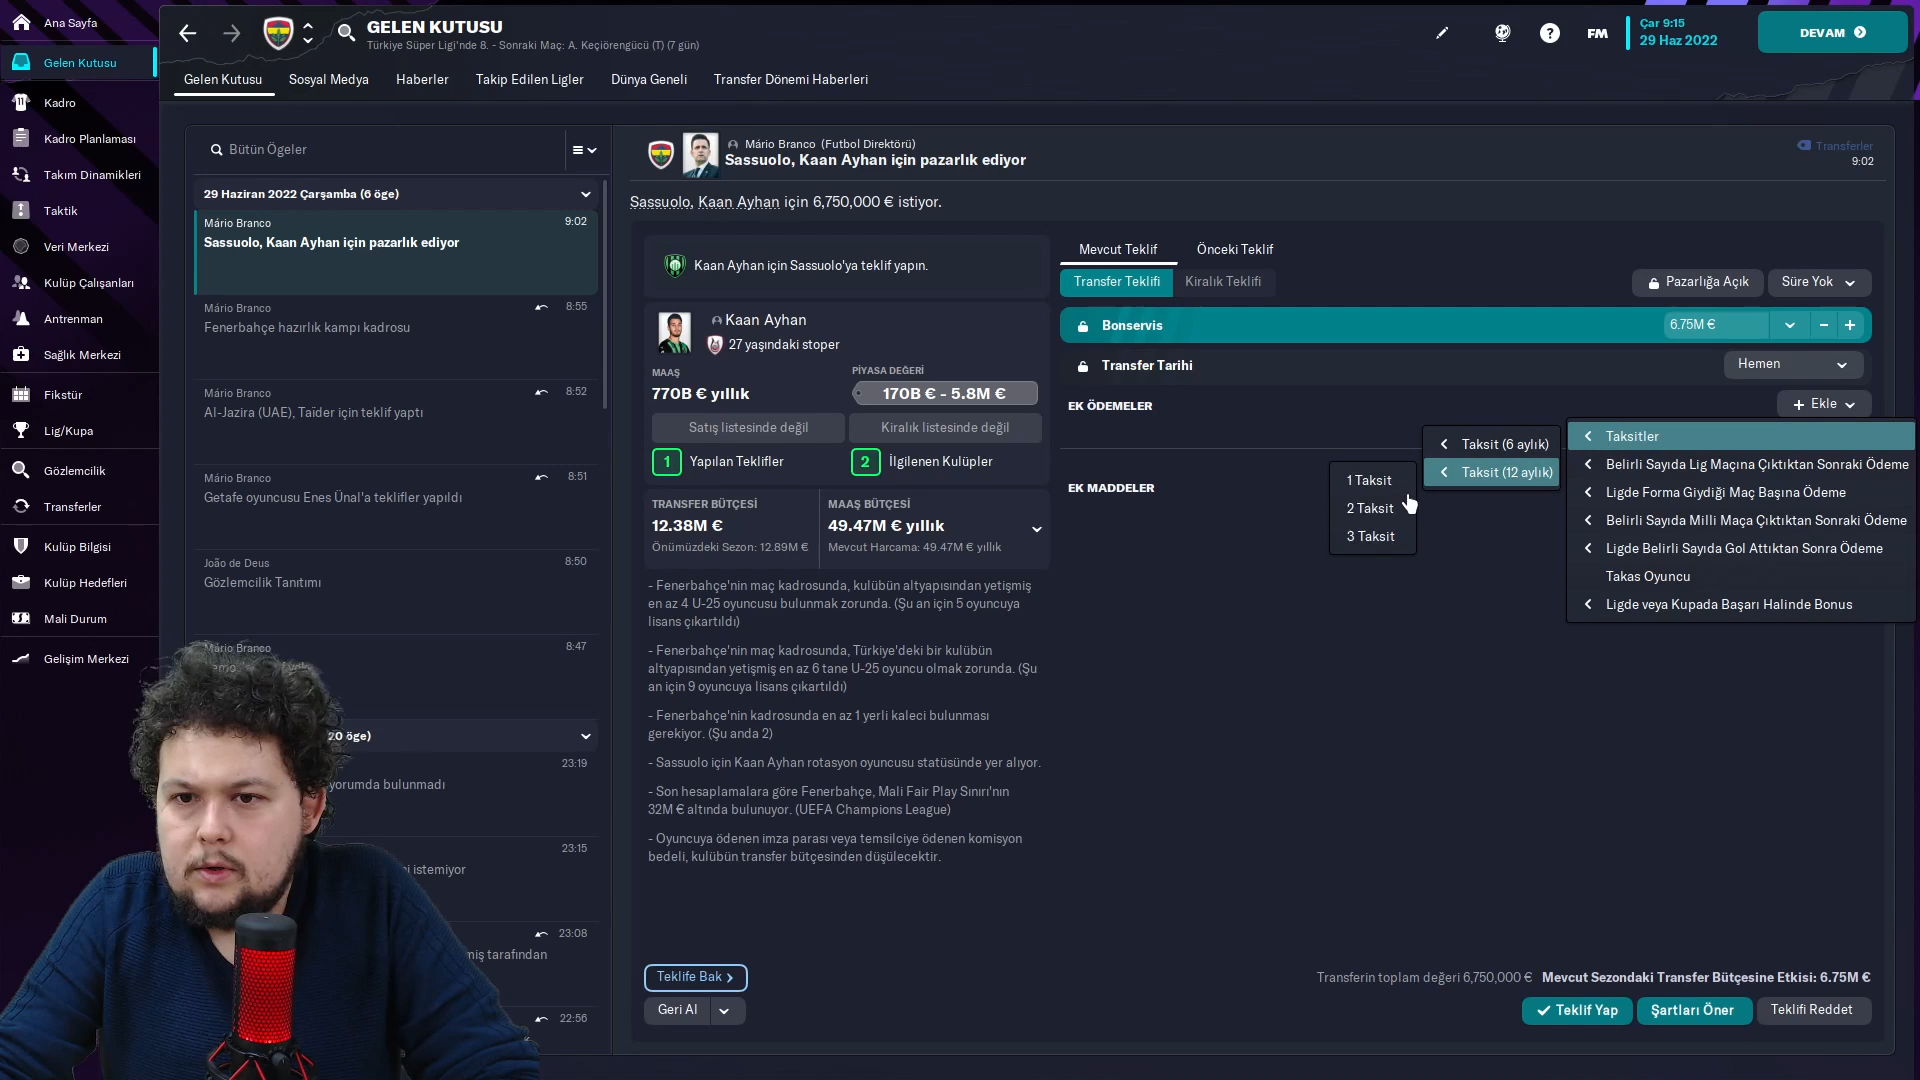 Ana Sayfa
Gelen Kutusu
Kadro
Kadro Planlaması
Takım Dinamikleri
Taktik
Veri Merkezi
Kulüp Çalışanları
Antrenman
Sağlık Merkezi
Fikstür
Lig/Kupa
Gözlemcilik
Transferler
Kulüp Bilgisi
Kulüp Hedefleri
Mali Durum
Gelişim Merkezi
GELEN KUTUSU
Türkiye Süper Ligi'nde 8. - Sonraki Maç: A. Keçiörengücü (T) (7 gün)
FM
Çar 9:15
29 Haz 2022
DEVAM
Gelen Kutusu
Sosyal Medya
Haberler
Takip Edilen Ligler
Dünya Geneli
Transfer Dönemi Haberleri
Bütün Ögeler
29 Haziran 2022 Çarşamba (6 öge)
Mário Branco 9:02
Sassuolo, Kaan Ayhan için pazarlık ediyor
Mário Branco 8:55
Fenerbahçe hazırlık kampı kadrosu
Mário Branco 8:52
Al-Jazira (UAE), Taïder için teklif yaptı
Mário Branco 8:51
Getafe oyuncusu Enes Ünal'a teklifler yapıldı
João de Deus 8:50
Gözlemcilik Tanıtımı
Mário Branco 8:47
20 öge)
23:19
yorumda bulunmadı
23:15
istemiyor
23:08
tarafından
22:56
Mário Branco (Futbol Direktörü)
Sassuolo, Kaan Ayhan için pazarlık ediyor
Transferler
9:02
Sassuolo, Kaan Ayhan için 6,750,000 € istiyor.
Kaan Ayhan için Sassuolo'ya teklif yapın.
Kaan Ayhan
27 yaşındaki stoper
MAAŞ
770B € yıllık
PİYASA DEĞERİ
170B € - 5.8M €
Satış listesinde değil
Kiralık listesinde değil
1 Yapılan Teklifler
2 İlgilenen Kulüpler
TRANSFER BÜTÇESİ
12.38M €
Önümüzdeki Sezon: 12.89M €
MAAŞ BÜTÇESİ
49.47M € yıllık
Mevcut Harcama: 49.47M € yıllık
- Fenerbahçe'nin maç kadrosunda, kulübün altyapısından yetişmiş
en az 4 U-25 oyuncusu bulunmak zorunda. (Şu an için 5 oyuncuya
lisans çıkartıldı)
- Fenerbahçe'nin maç kadrosunda, Türkiye'deki bir kulübün
altyapısından yetişmiş en az 6 tane U-25 oyuncu olmak zorunda. (Şu
an için 9 oyuncuya lisans çıkartıldı)
- Fenerbahçe'nin kadrosunda en az 1 yerli kaleci bulunması
gerekiyor. (Şu anda 2)
- Sassuolo için Kaan Ayhan rotasyon oyuncusu statüsünde yer alıyor.
- Son hesaplamalara göre Fenerbahçe, Mali Fair Play Sınırı'nın
32M € altında bulunuyor. (UEFA Champions League)
- Oyuncuya ödenen imza parası veya temsilciye ödenen komisyon
bedeli, kulübün transfer bütçesinden düşülecektir.
Teklife Bak
Geri Al
Mevcut Teklif
Önceki Teklif
Transfer Teklifi
Kiralık Teklifi
Pazarlığa Açık
Süre Yok
Bonservis
6.75M €
Transfer Tarihi
Hemen
EK ÖDEMELER
+ Ekle
EK MADDELER
Taksitler
Belirli Sayıda Lig Maçına Çıktıktan Sonraki Ödeme
Ligde Forma Giydiği Maç Başına Ödeme
Belirli Sayıda Milli Maça Çıktıktan Sonraki Ödeme
Ligde Belirli Sayıda Gol Attıktan Sonra Ödeme
Takas Oyuncu
Ligde veya Kupada Başarı Halinde Bonus
Taksit (6 aylık)
Taksit (12 aylık)
1 Taksit
2 Taksit
3 Taksit
Transferin toplam değeri 6,750,000 € Mevcut Sezondaki Transfer Bütçesine Etkisi: 6.75M €
Teklif Yap
Şartları Öner
Teklifi Reddet